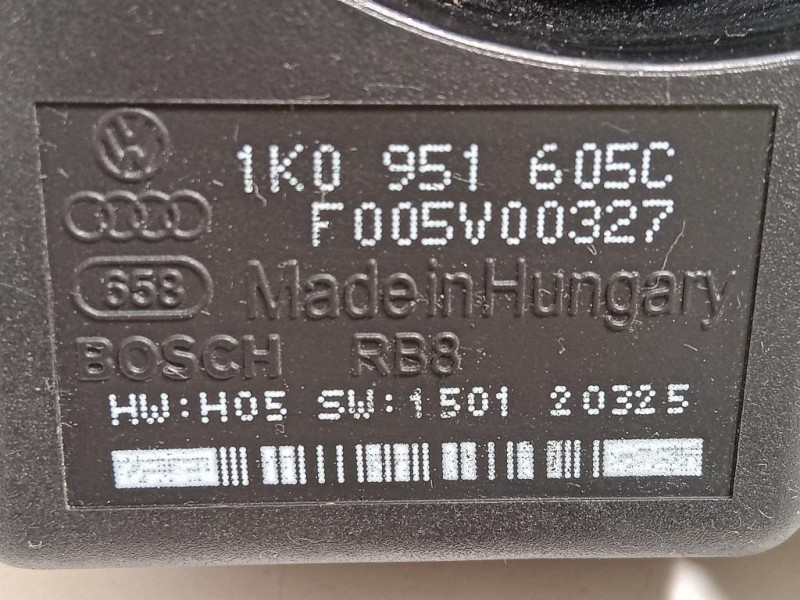 1K0 951 605C
F005V00327
658
Made in Hungary
BOSCH RB8
HW:H05 SW:1501 20325